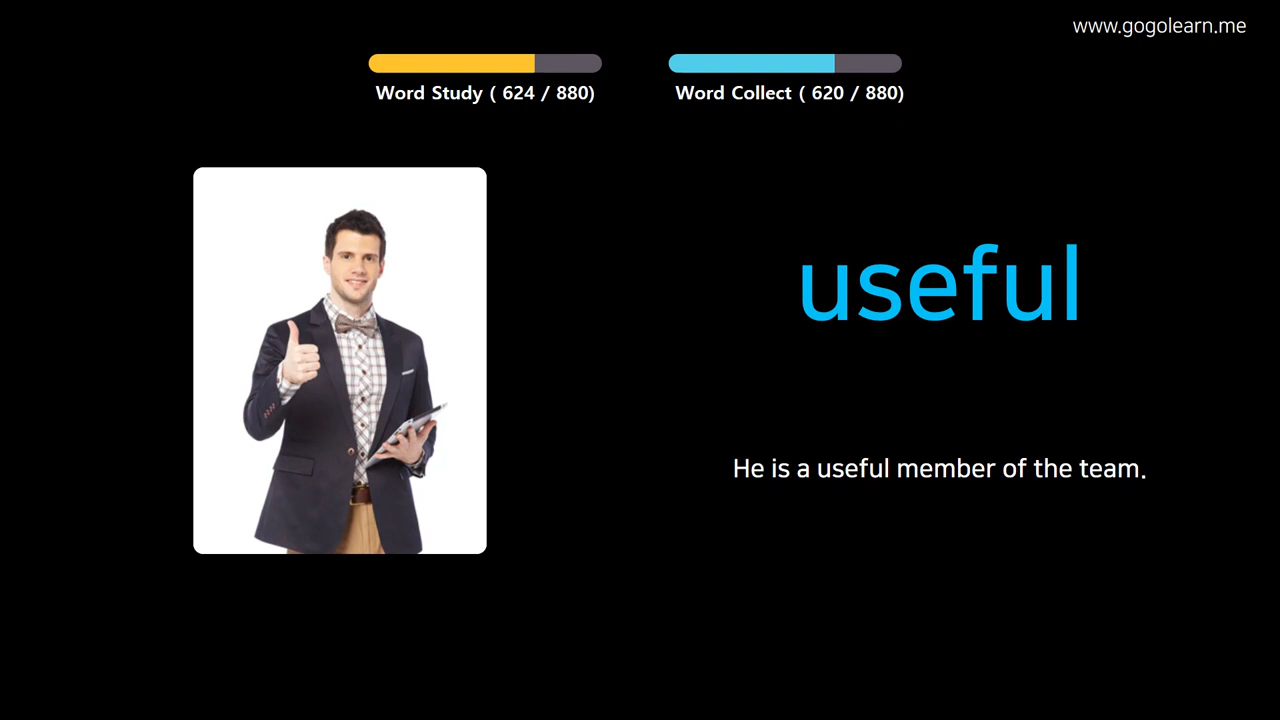 www.gogolearn.me
Word Study ( 624 / 880)
Word Collect ( 620 / 880)
useful
He is a useful member of the team.